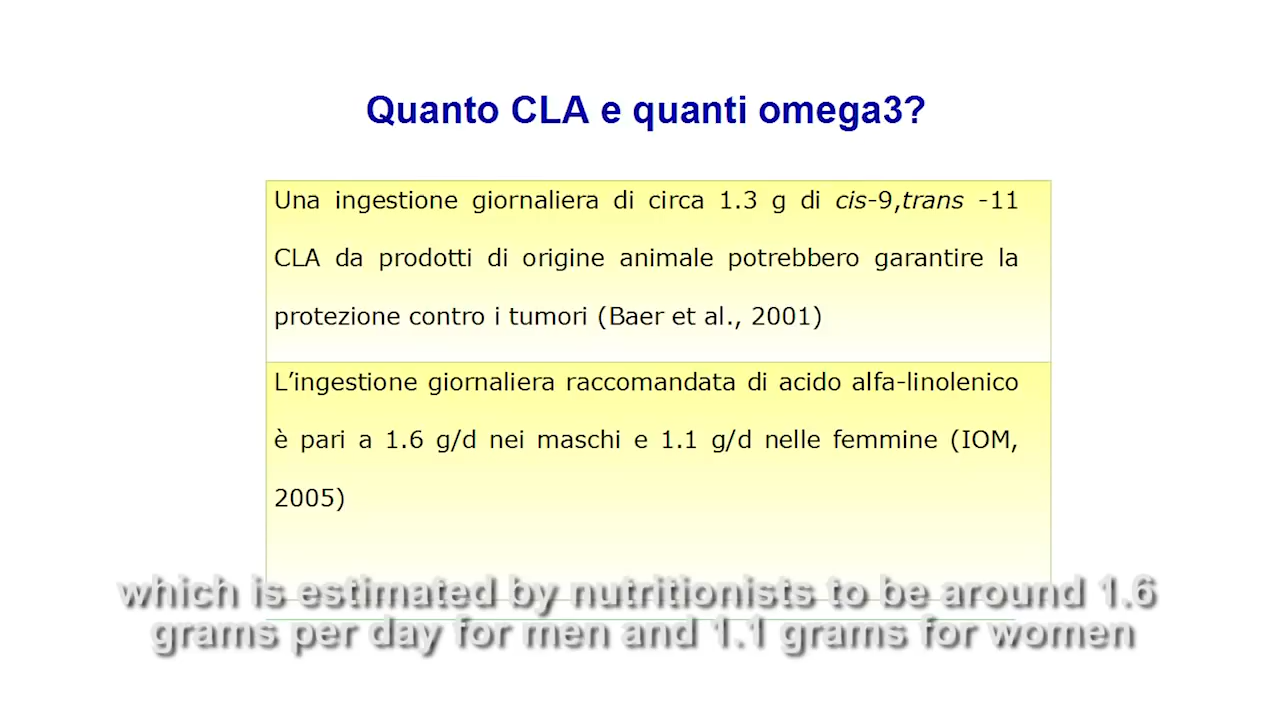 Quanto CLA e quanti omega3?
Una ingestione giornaliera di circa 1.3 g di cis-9,trans -11
CLA da prodotti di origine animale potrebbero garantire la
protezione contro i tumori (Baer et al., 2001)
L’ingestione giornaliera raccomandata di acido alfa-linolenico
è pari a 1.6 g/d nei maschi e 1.1 g/d nelle femmine (IOM,
2005)
which is estimated by nutritionists to be around 1.6
grams per day for men and 1.1 grams for women